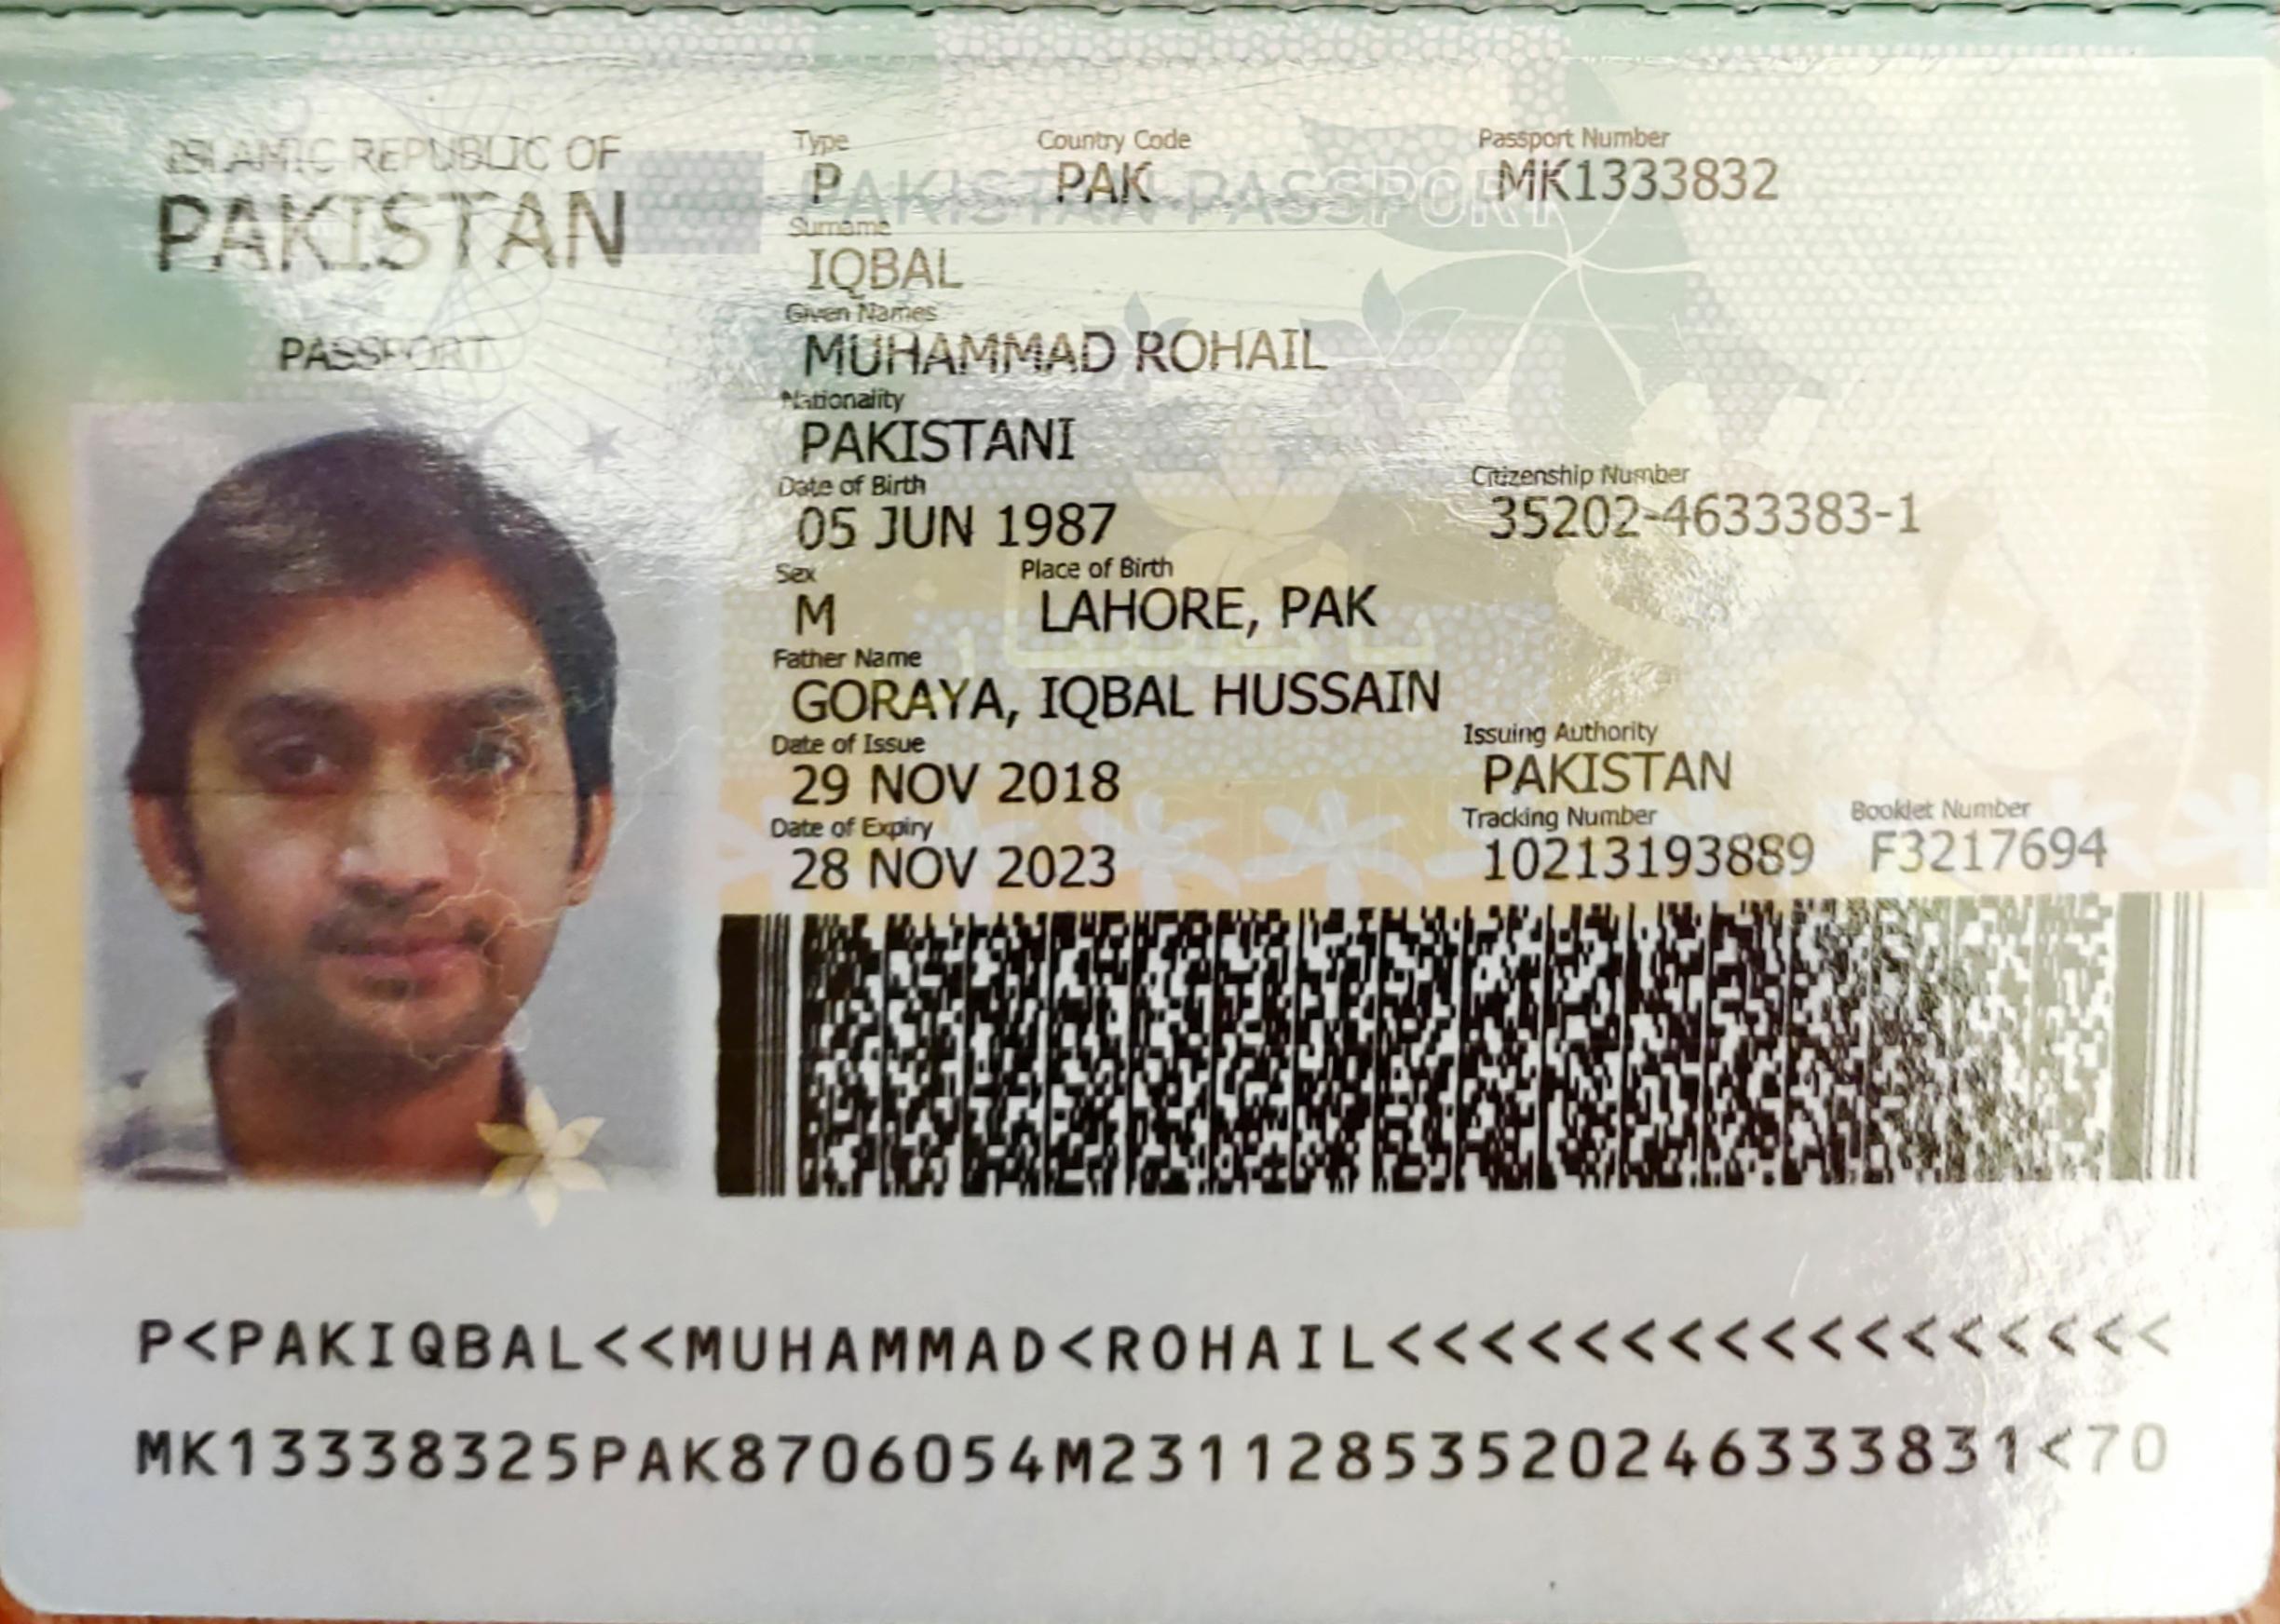 ISLAMIC REPUBLIC OF
PAKISTAN
PASSPORT
PAKISTAN PASSPORT
Type Country Code Passport Number
P PAK MK1333832
Surname
IQBAL
Given Names
MUHAMMAD ROHAIL
Nationality
PAKISTANI
Date of Birth Citizenship Number
05 JUN 1987 35202-4633383-1
Sex Place of Birth
M LAHORE, PAK
Father Name
GORAYA, IQBAL HUSSAIN
Date of Issue Issuing Authority
29 NOV 2018 PAKISTAN
Date of Expiry Tracking Number Booklet Number
28 NOV 2023 10213193889 F3217694
P<PAKIQBAL<<MUHAMMAD<ROHAIL<<<<<<<<<<<<<<<<<
MK13338325PAK8706054M23112853520246333831<70